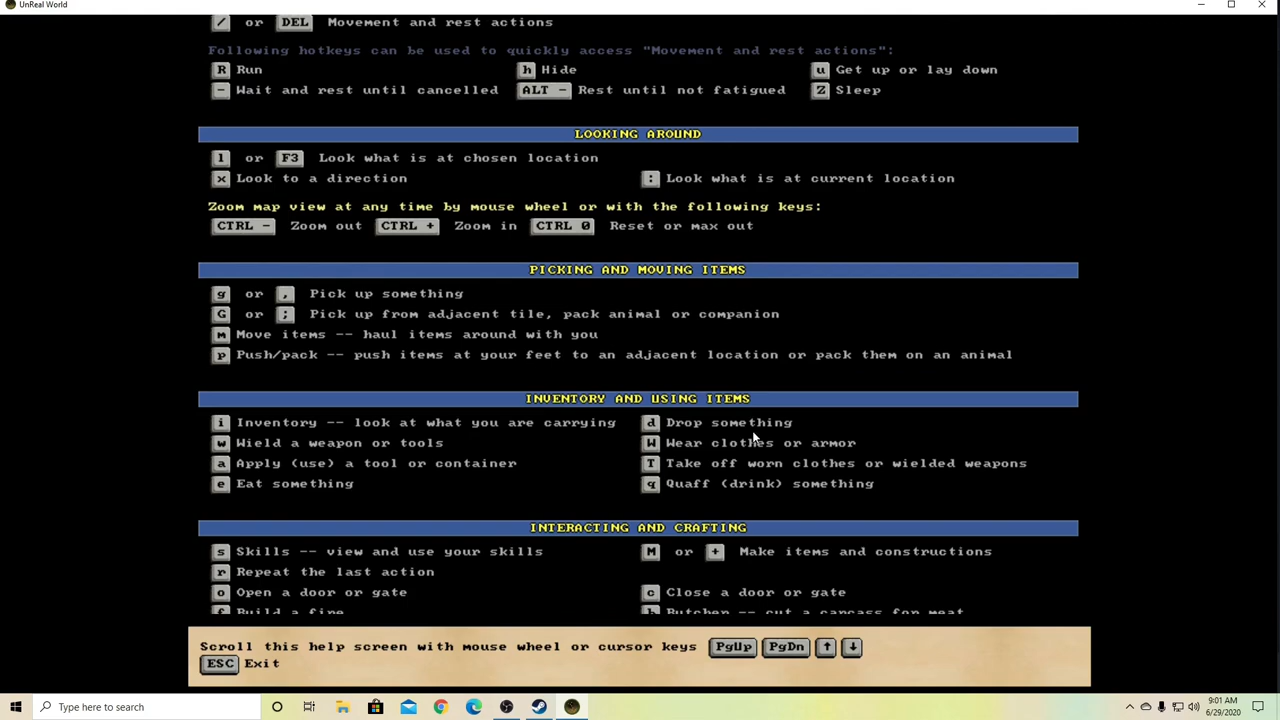 UnReal World
/ or DEL Movement and rest actions
Following hotkeys can be used to quickly access "Movement and rest actions":
R Run h Hide u Get up or lay down
- Wait and rest until cancelled ALT - Rest until not fatigued Z Sleep
LOOKING AROUND
l or F3 Look what is at chosen location
x Look to a direction : Look what is at current location
Zoom map view at any time by mouse wheel or with the following keys:
CTRL - Zoom out CTRL + Zoom in CTRL 0 Reset or max out
PICKING AND MOVING ITEMS
g or , Pick up something
G or ; Pick up from adjacent tile, pack animal or companion
m Move items -- haul items around with you
p Push/pack -- push items at your feet to an adjacent location or pack them on an animal
INVENTORY AND USING ITEMS
i Inventory -- look at what you are carrying d Drop something
w Wield a weapon or tools W Wear clothes or armor
a Apply (use) a tool or container T Take off worn clothes or wielded weapons
e Eat something q Quaff (drink) something
INTERACTING AND CRAFTING
s Skills -- view and use your skills M or + Make items and constructions
r Repeat the last action
o Open a door or gate c Close a door or gate
f Build a fire b Butcher -- cut a carcass for meat
Scroll this help screen with mouse wheel or cursor keys PgUp PgDn ↑ ↓
ESC Exit
Type here to search
9:01 AM
6/29/2020